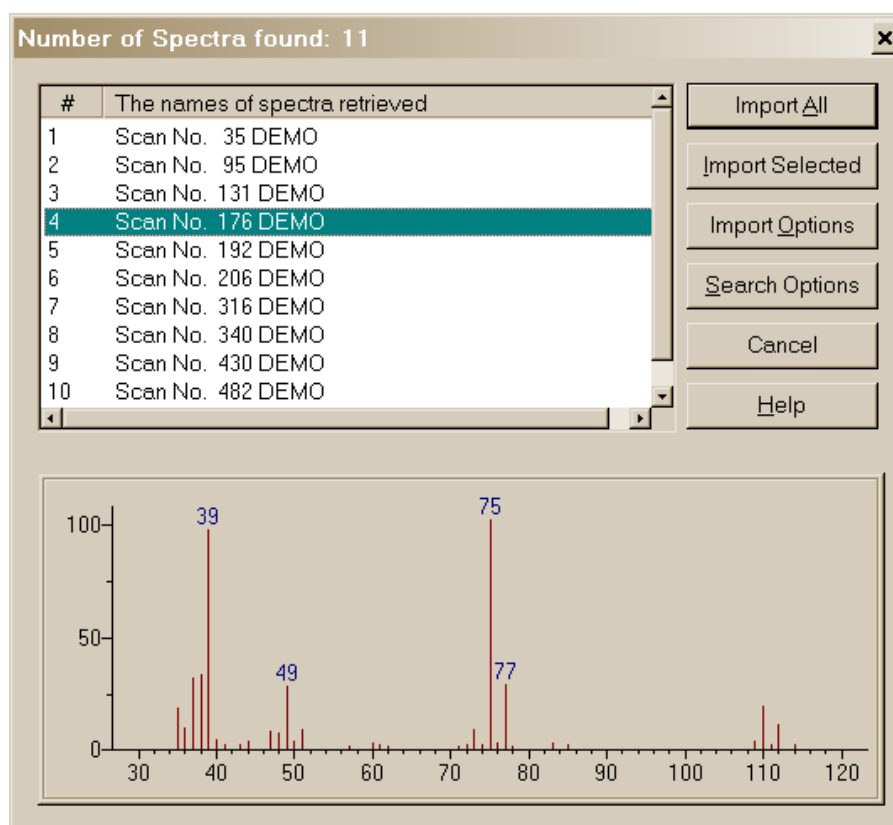 Number of Spectra found: 11
# The names of spectra retrieved
1 Scan No. 35 DEMO
2 Scan No. 95 DEMO
3 Scan No. 131 DEMO
4 Scan No. 176 DEMO
5 Scan No. 192 DEMO
6 Scan No. 206 DEMO
7 Scan No. 316 DEMO
8 Scan No. 340 DEMO
9 Scan No. 430 DEMO
10 Scan No. 482 DEMO
Import All
Import Selected
Import Options
Search Options
Cancel
Help
100
50
0
39
49
75
77
30 40 50 60 70 80 90 100 110 120